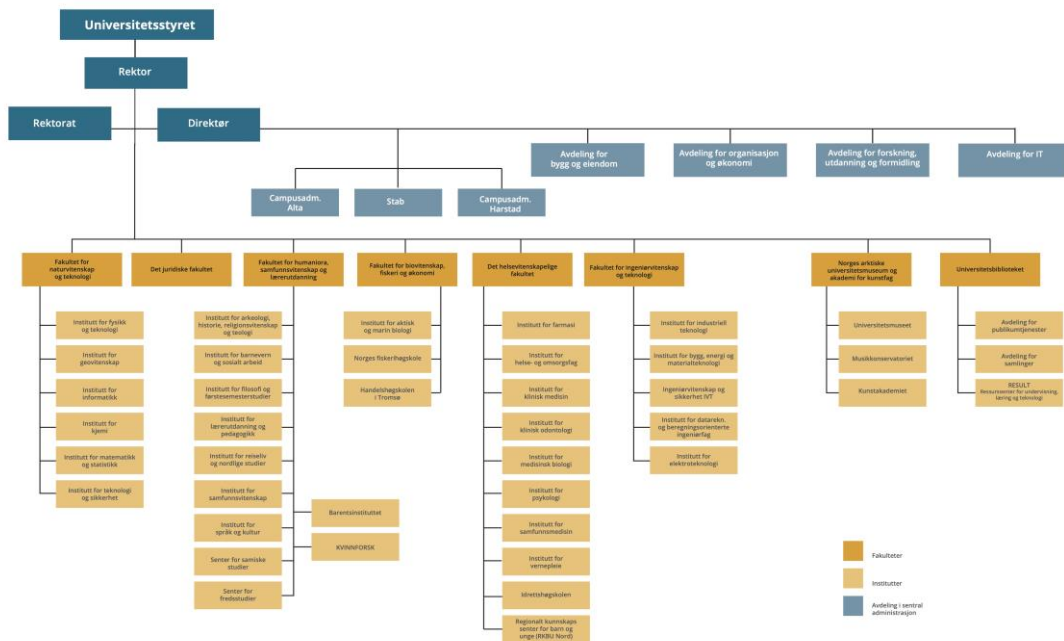 Universitetsstyret
Rektor
Rektorat
Direktør
Avdeling for
bygg og eiendom
Avdeling for organisasjon
og økonomi
Avdeling for forskning,
utdanning og formidling
Avdeling for IT
Campusadm.
Alta
Stab
Campusadm.
Harstad
Fakultet for
naturvitenskap
og teknologi
Det juridiske fakultet
Fakultet for humaniora,
samfunnsvitenskap og
lærerutdanning
Fakultet for biovitenskap,
fiskeri og økonomi
Det helsevitenskapelige
fakultet
Fakultet for ingeniørvitenskap
og teknologi
Norges arktiske
universitetsmuseum og
akademi for kunstfag
Universitetsbiblioteket
Institutt for fysikk
og teknologi
Institutt for
geovitenskap
Institutt for
informatikk
Institutt for
kjemi
Institutt for matematikk
og statistikk
Institutt for teknologi
og sikkerhet
Institutt for arkeologi,
historie, religionsvitenskap
og teologi
Institutt for barnevern
og sosialt arbeid
Institutt for filosofi og
førstesemesterstudier
Institutt for
lærerutdanning og
pedagogikk
Institutt for reiseliv
og nordlige studier
Institutt for
samfunnsvitenskap
Institutt for
språk og kultur
Senter for samiske
studier
Senter for
fredsstudier
Barentsinstituttet
KVINNFORSK
Institutt for aktisk
og marin biologi
Norges fiskerihøgskole
Handelshøgskolen
i Tromsø
Institutt for farmasi
Institutt for
helse- og omsorgsfag
Institutt for
klinisk medisin
Institutt for
klinisk odontologi
Institutt for
medisinsk biologi
Institutt for
psykologi
Institutt for
samfunnsmedisin
Institutt for
vernepleie
Idrettshøgskolen
Regionalt kunnskaps
senter for barn og
unge (RKBU Nord)
Institutt for industriell
teknologi
Institutt for bygg, energi og
materialteknologi
Ingeniørvitenskap og
sikkerhet IVT
Institutt for datarekn.
og beregningsorienterte
ingeniørfag
Institutt for
elektroteknologi
Universitetsmuseet
Musikkonservatoriet
Kunstakademiet
Avdeling for
publikumtjenester
Avdeling for
samlinger
RESULT
Ressurssenter for undervisning,
læring og teknologi
Fakulteter
Institutter
Avdeling i sentral
administrasjon